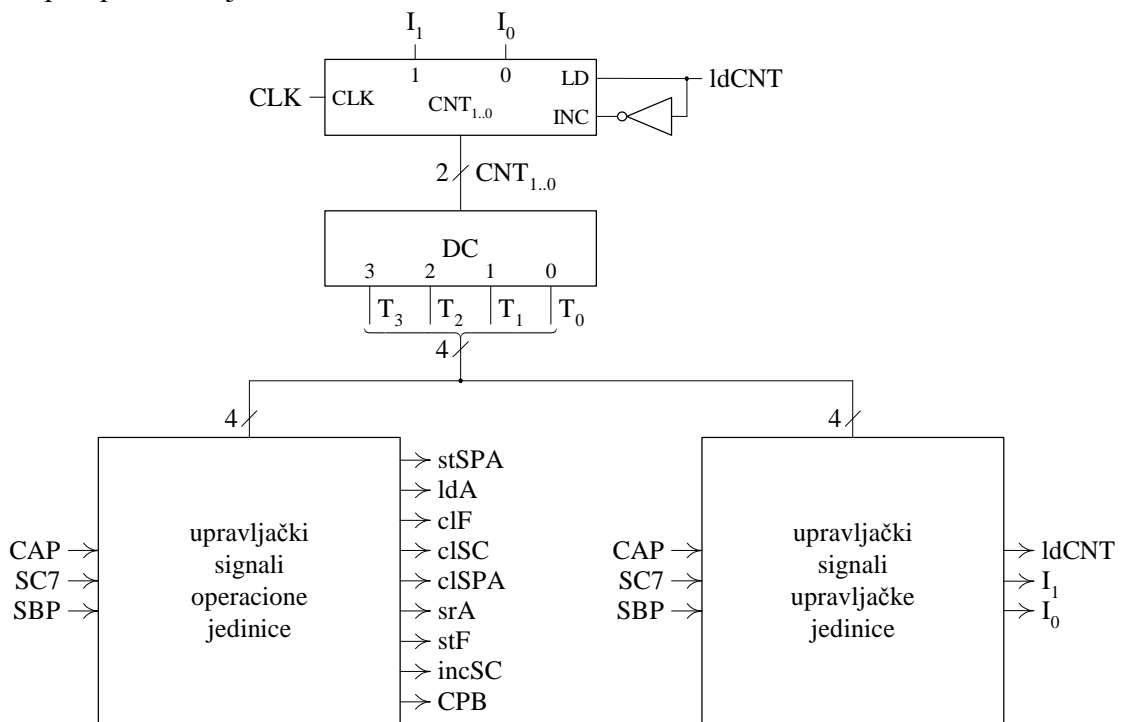 I₁ I₀
1 0 LD ldCNT
CLK CLK CNT₁..₀
INC
2 CNT₁..₀
DC
3 2 1 0
T₃ T₂ T₁ T₀
4
4 4
stSPA
ldA
upravljački clF
CAP signali clSC
SC7 operacione clSPA
SBP jedinice srA
stF
incSC
CPB
upravljački
CAP signali ldCNT
SC7 upravljačke I₁
SBP jedinice I₀